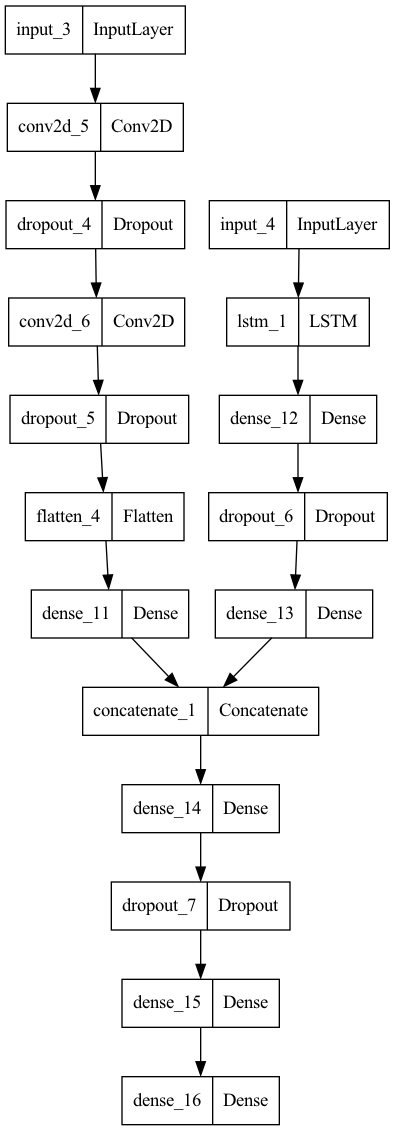 input_3 InputLayer
conv2d_5 Conv2D
dropout_4 Dropout
input_4 InputLayer
conv2d_6 Conv2D
lstm_1 LSTM
dropout_5 Dropout
dense_12 Dense
flatten_4 Flatten
dropout_6 Dropout
dense_11 Dense
dense_13 Dense
concatenate_1 Concatenate
dense_14 Dense
dropout_7 Dropout
dense_15 Dense
dense_16 Dense